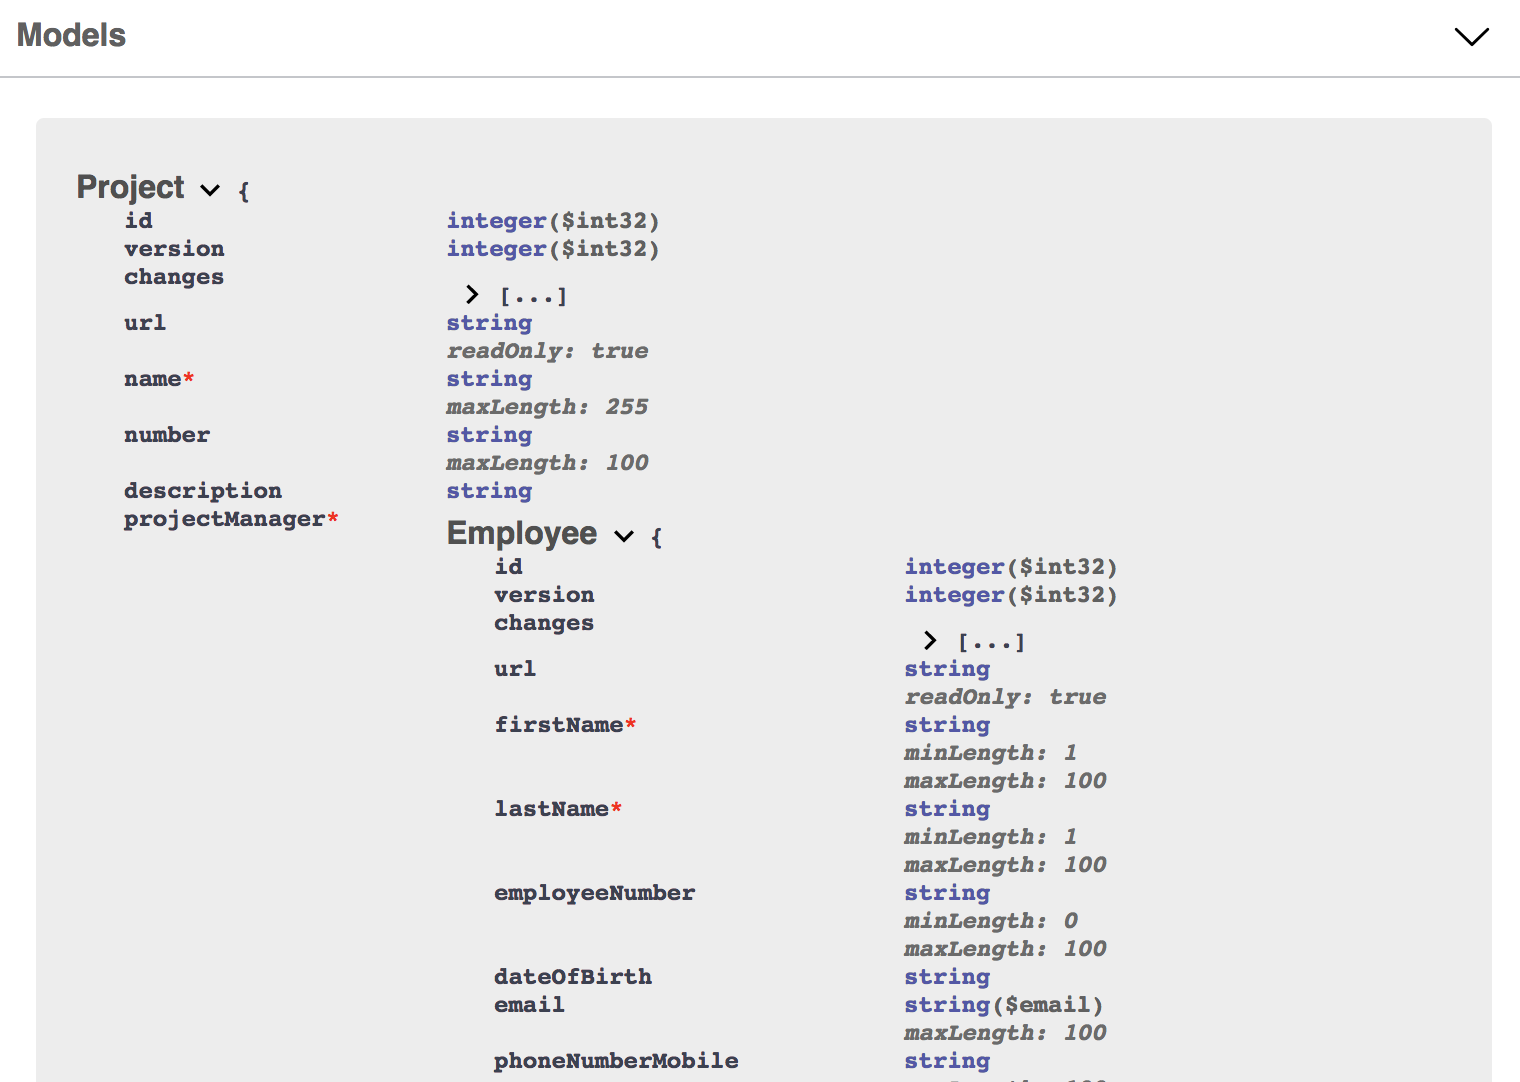 Models
Project {
id integer($int32)
version integer($int32)
changes
[...]
url string
readOnly: true
name* string
maxLength: 255
number string
maxLength: 100
description string
projectManager*
Employee {
id integer($int32)
version integer($int32)
changes
[...]
url string
readOnly: true
firstName* string
minLength: 1
maxLength: 100
lastName* string
minLength: 1
maxLength: 100
employeeNumber string
minLength: 0
maxLength: 100
dateOfBirth string
email string($email)
maxLength: 100
phoneNumberMobile string